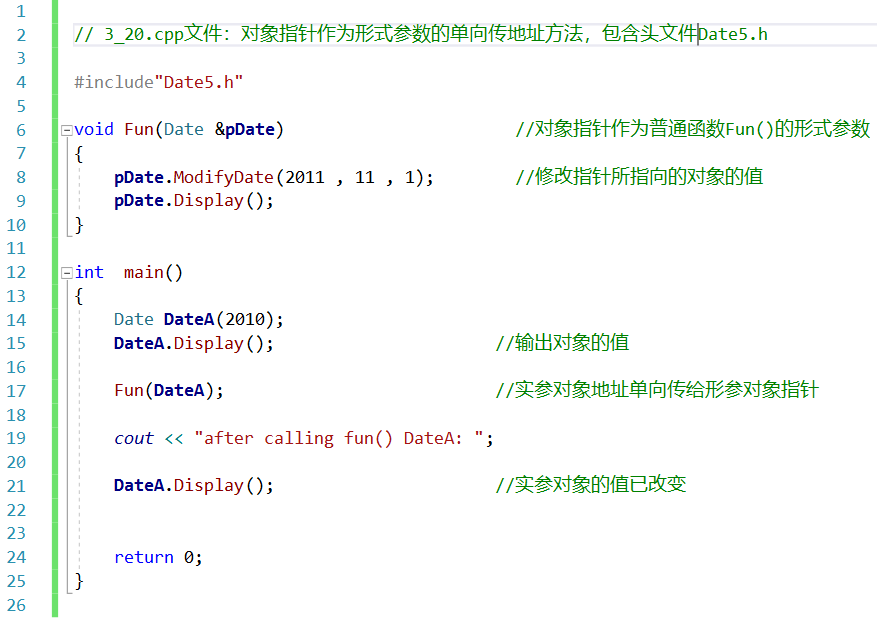 1
2 // 3_20.cpp文件：对象指针作为形式参数的单向传地址方法，包含头文件Date5.h
3
4 #include"Date5.h"
5
6 void Fun(Date &pDate) //对象指针作为普通函数Fun()的形式参数
7 {
8 pDate.ModifyDate(2011 , 11 , 1); //修改指针所指向的对象的值
9 pDate.Display();
10 }
11
12 int main()
13 {
14 Date DateA(2010);
15 DateA.Display(); //输出对象的值
16
17 Fun(DateA); //实参对象地址单向传给形参对象指针
18
19 cout << "after calling fun() DateA: ";
20
21 DateA.Display(); //实参对象的值已改变
22
23
24 return 0;
25 }
26